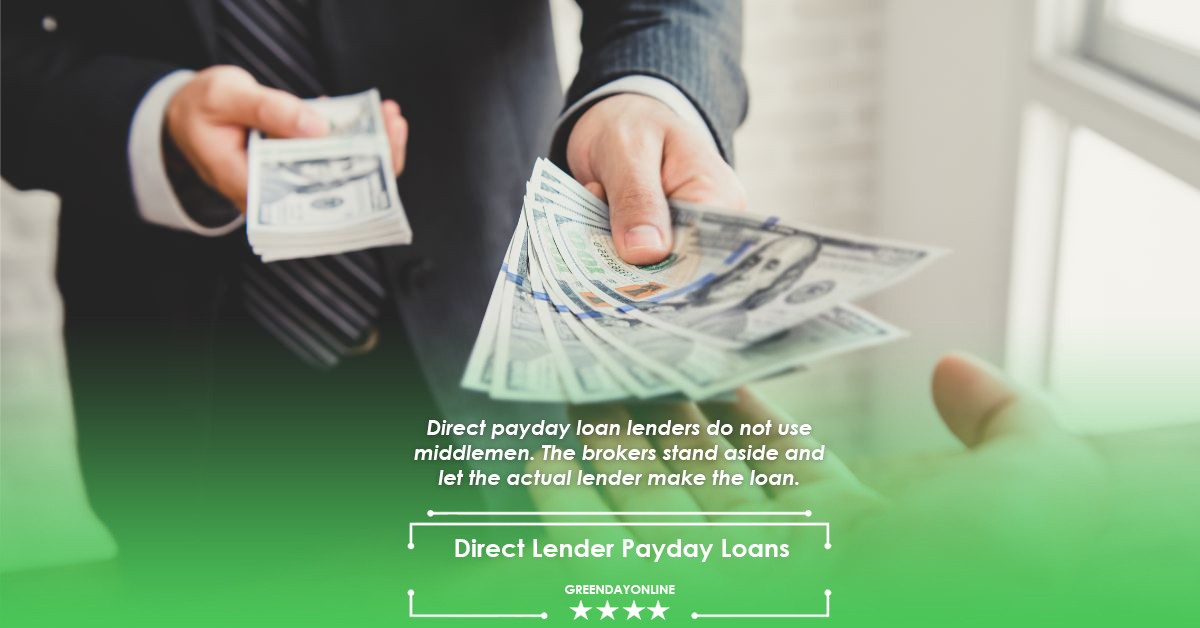 Direct payday loan lenders do not use
middlemen. The brokers stand aside and
let the actual lender make the loan.
Direct Lender Payday Loans
GREENDAYONLINE